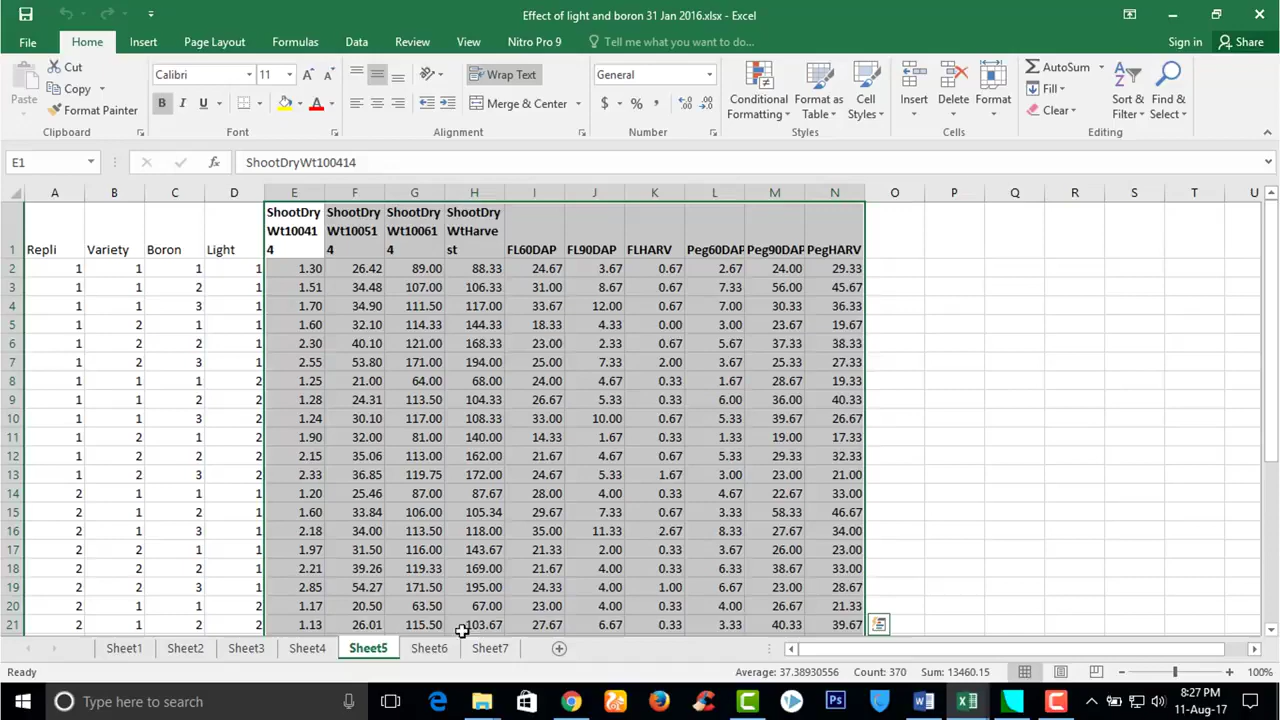 Effect of light and boron 31 Jan 2016.xlsx - Excel
File Home Insert Page Layout Formulas Data Review View Nitro Pro 9 Tell me what you want to do... Sign in Share
Paste Cut Copy Format Painter
Calibri 11 A A B I U A
Wrap Text Merge & Center
General $ % ,
Conditional Formatting Format as Table Cell Styles
Insert Delete Format
AutoSum Fill Clear Sort & Filter Find & Select
Clipboard Font Alignment Number Styles Cells Editing
E1 fx ShootDryWt100414
A B C D E F G H I J K L M N O P Q R S T U
1 Repli Variety Boron Light ShootDryWt100414 ShootDryWt100514 ShootDryWt100614 ShootDryWtHarvest FL60DAP FL90DAP FLHARV Peg60DAP Peg90DAP PegHARV
2 1 1 1 1 1.30 26.42 89.00 88.33 24.67 3.67 0.67 2.67 24.00 29.33
3 1 1 2 1 1.51 34.48 107.00 106.33 31.00 8.67 0.67 7.33 56.00 45.67
4 1 1 3 1 1.70 34.90 111.50 117.00 33.67 12.00 0.67 7.00 30.33 36.33
5 1 2 1 1 1.60 32.10 114.33 144.33 18.33 4.33 0.00 3.00 23.67 19.67
6 1 2 2 1 2.30 40.10 121.00 168.33 23.00 2.33 0.67 5.67 37.33 38.33
7 1 2 3 1 2.55 53.80 171.00 194.00 25.00 7.33 2.00 3.67 25.33 27.33
8 1 1 1 2 1.25 21.00 64.00 68.00 24.00 4.67 0.33 1.67 28.67 19.33
9 1 1 2 2 1.28 24.31 113.50 104.33 26.67 5.33 0.33 6.00 36.00 40.33
10 1 1 3 2 1.24 30.10 117.00 108.33 33.00 10.00 0.67 5.33 39.67 26.67
11 1 2 1 2 1.90 32.00 81.00 140.00 14.33 1.67 0.33 1.33 19.00 17.33
12 1 2 2 2 2.15 35.06 113.00 162.00 21.67 4.67 0.67 5.33 29.33 32.33
13 1 2 3 2 2.33 36.85 119.75 172.00 24.67 5.33 1.67 3.00 23.00 21.00
14 2 1 1 1 1.20 25.46 87.00 87.67 28.00 4.00 0.33 4.67 22.67 33.00
15 2 1 2 1 1.60 33.84 106.00 105.34 29.67 7.33 0.67 3.33 58.33 46.67
16 2 1 3 1 2.18 34.00 113.50 118.00 35.00 11.33 2.67 8.33 27.67 34.00
17 2 2 1 1 1.97 31.50 116.00 143.67 21.33 2.00 0.33 3.67 26.00 23.00
18 2 2 2 1 2.21 39.26 119.33 169.00 21.67 4.00 0.33 6.33 38.67 33.00
19 2 2 3 1 2.85 54.27 171.50 195.00 24.33 4.00 1.00 6.67 23.00 28.67
20 2 1 1 2 1.17 20.50 63.50 67.00 23.00 4.00 0.33 4.00 26.67 21.33
21 2 1 2 2 1.13 26.01 115.50 103.67 27.67 6.67 0.33 3.33 40.33 39.67
Sheet1 Sheet2 Sheet3 Sheet4 Sheet5 Sheet6 Sheet7
Ready Average: 37.38930556 Count: 370 Sum: 13460.15 100%
Type here to search 8:27 PM
11-Aug-17